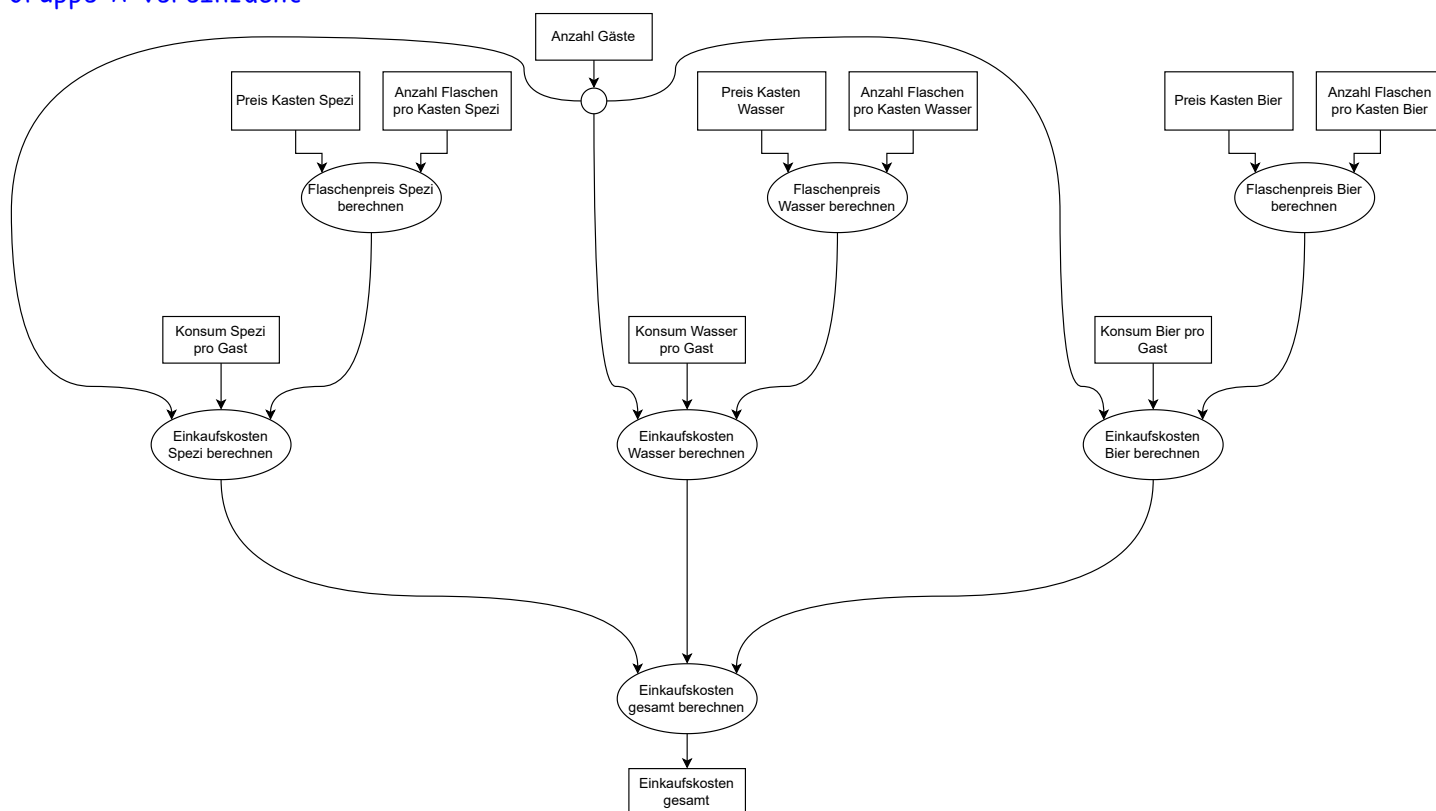 Anzahl Gäste
Preis Kasten Spezi
Anzahl Flaschen
pro Kasten Spezi
Preis Kasten
Wasser
Anzahl Flaschen
pro Kasten Wasser
Preis Kasten Bier
Anzahl Flaschen
pro Kasten Bier
Flaschenpreis Spezi
berechnen
Flaschenpreis
Wasser berechnen
Flaschenpreis Bier
berechnen
Konsum Spezi
pro Gast
Konsum Wasser
pro Gast
Konsum Bier pro
Gast
Einkaufskosten
Spezi berechnen
Einkaufskosten
Wasser berechnen
Einkaufskosten
Bier berechnen
Einkaufskosten
gesamt berechnen
Einkaufskosten
gesamt